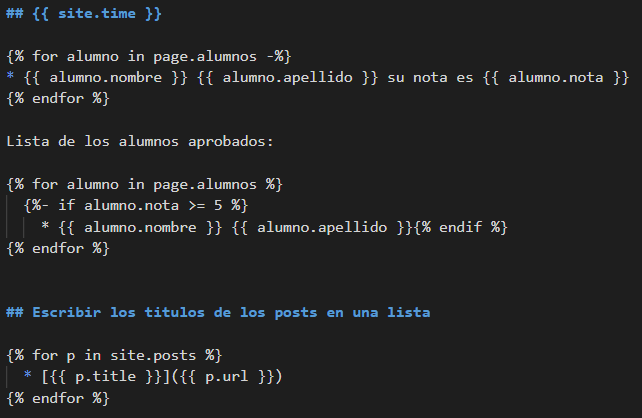 ## {{ site.time }}
{% for alumno in page.alumnos -%}
* {{ alumno.nombre }} {{ alumno.apellido }} su nota es {{ alumno.nota }}
{% endfor %}
Lista de los alumnos aprobados:
{% for alumno in page.alumnos %}
{%- if alumno.nota >= 5 %}
* {{ alumno.nombre }} {{ alumno.apellido }}{% endif %}
{% endfor %}
## Escribir los titulos de los posts en una lista
{% for p in site.posts %}
* [{{ p.title }}]({{ p.url }})
{% endfor %}